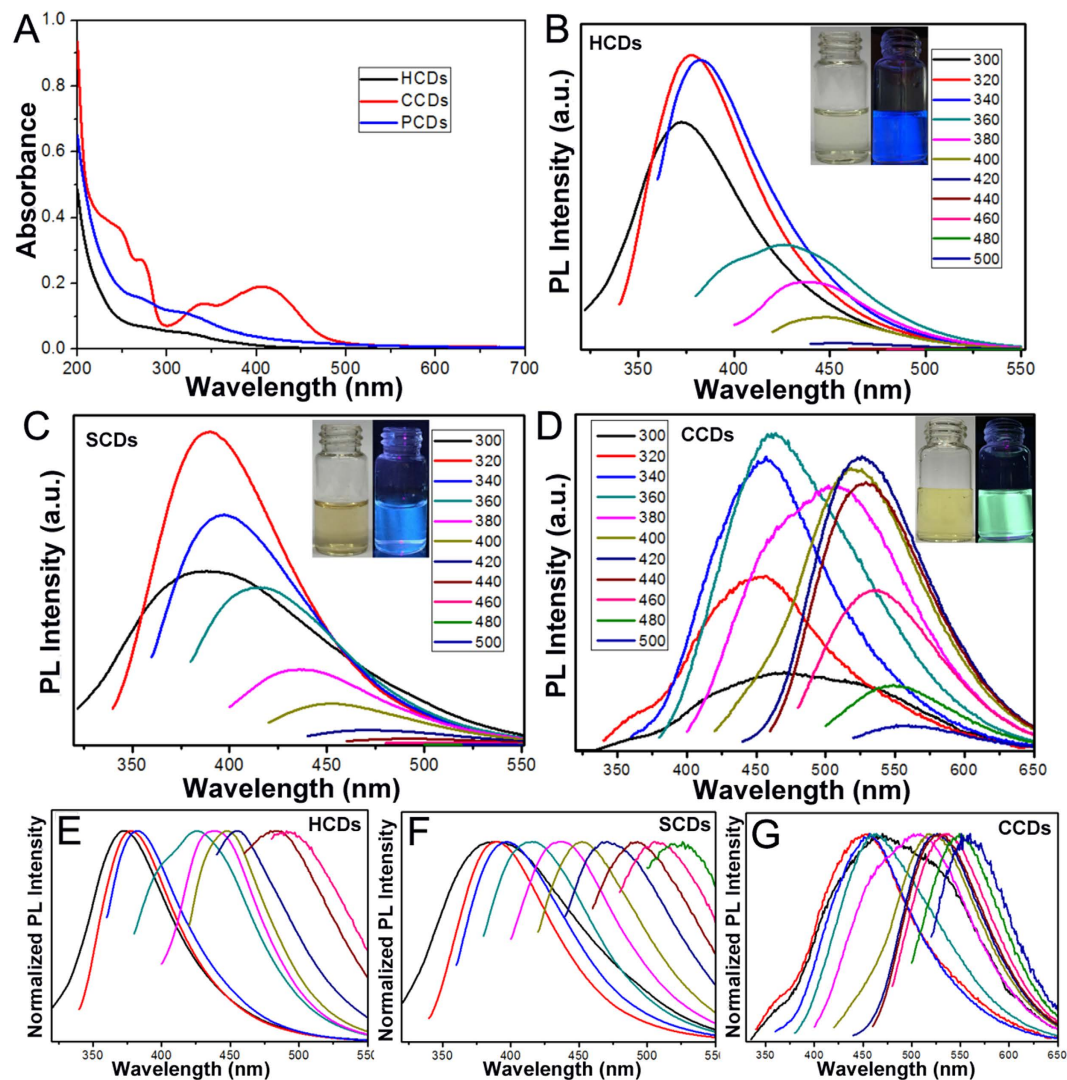 A
1.0
0.8
0.6
0.4
0.2
0.0
Absorbance
HCDs
CCDs
PCDs
200 300 400 500 600 700
Wavelength (nm)
B
HCDs
PL Intensity (a.u.)
300
320
340
360
380
400
420
440
460
480
500
350 400 450 500 550
Wavelength (nm)
C
SCDs
PL Intensity (a.u.)
300
320
340
360
380
400
420
440
460
480
500
350 400 450 500 550
Wavelength (nm)
D
CCDs
PL Intensity (a.u.)
300
320
340
360
380
400
420
440
460
480
500
350 400 450 500 550 600 650
Wavelength (nm)
E
HCDs
Normalized PL Intensity
350 400 450 500 550
Wavelength (nm)
F
SCDs
Normalized PL Intensity
350 400 450 500 550
Wavelength (nm)
G
CCDs
Normalized PL Intensity
350 400 450 500 550 600 650
Wavelength (nm)